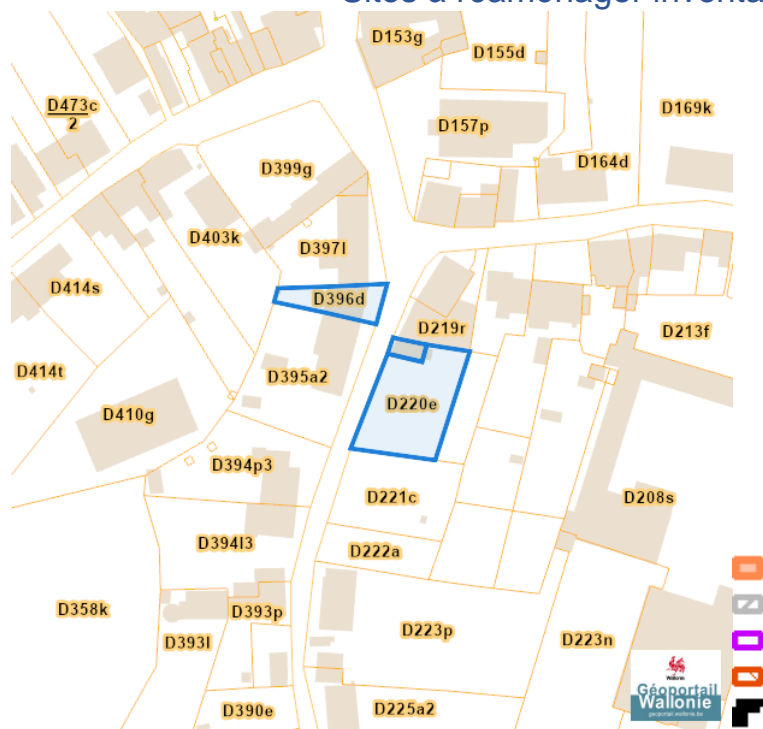 Sites à réaménager inventa
D153g
D155d
D473c
2
D157p
D169k
D399g
D164d
D403k
D397l
D414s
D396d
D219r
D213f
D414t
D395a2
D220e
D410g
D394p3
D221c
D208s
D394l3
D222a
D358k
D393p
D393l
D223p
D223n
D390e
D225a2
Wallonie
Géoportail
Wallonie
geoportail.wallonie.be